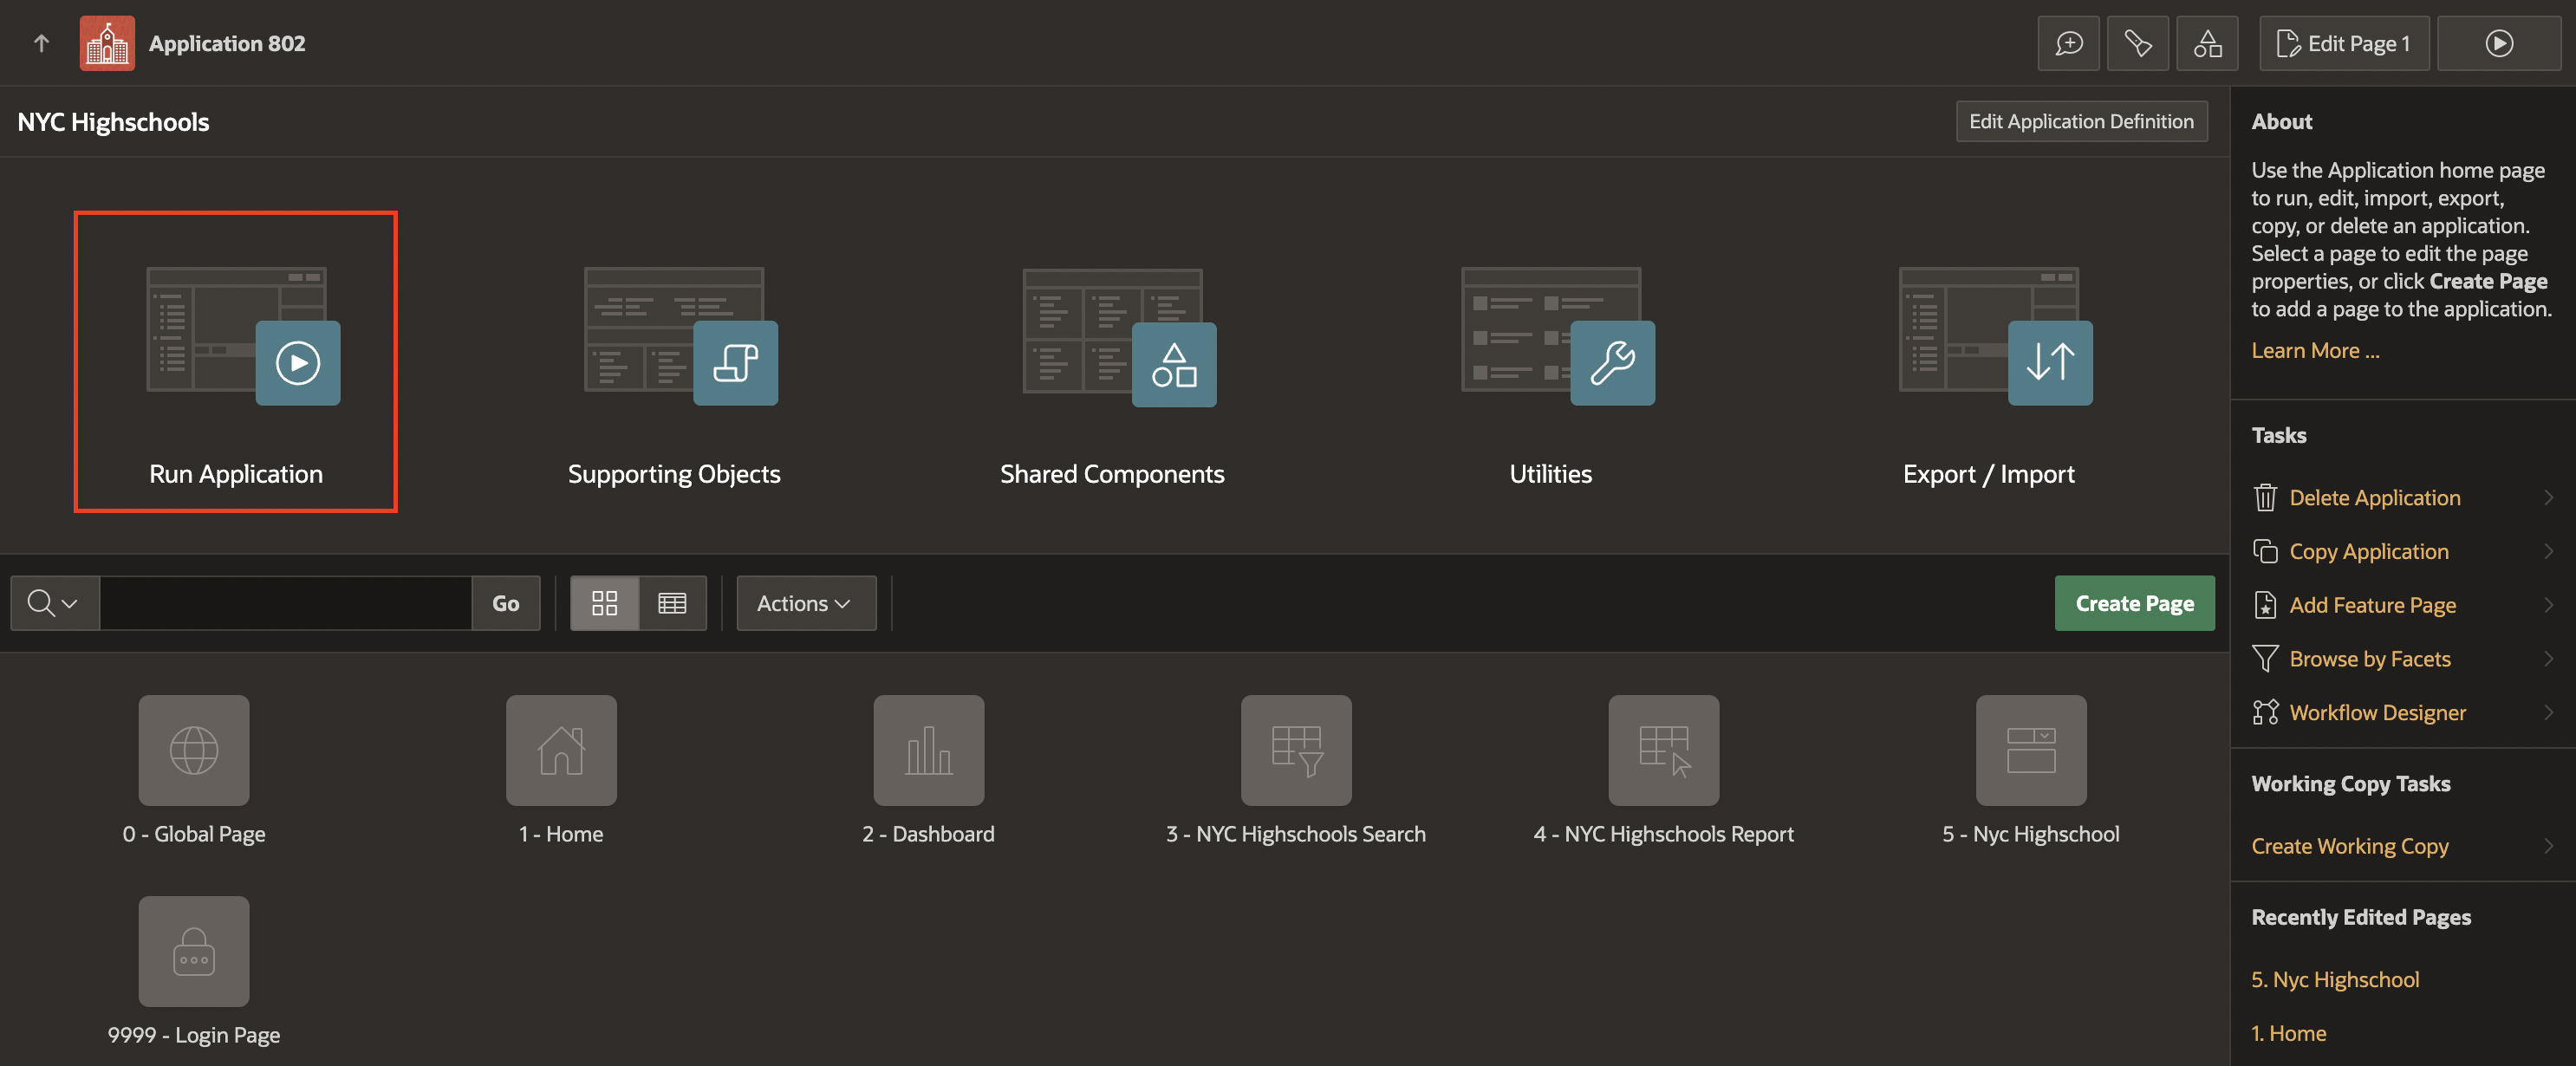 Application 802
Edit Page 1
NYC Highschools
Edit Application Definition
Run Application
Supporting Objects
Shared Components
Utilities
Export / Import
Go
Actions
Create Page
0 - Global Page
1 - Home
2 - Dashboard
3 - NYC Highschools Search
4 - NYC Highschools Report
5 - Nyc Highschool
9999 - Login Page
About
Use the Application home page
to run, edit, import, export,
copy, or delete an application.
Select a page to edit the page
properties, or click Create Page
to add a page to the application.
Learn More ...
Tasks
Delete Application
Copy Application
Add Feature Page
Browse by Facets
Workflow Designer
Working Copy Tasks
Create Working Copy
Recently Edited Pages
5. Nyc Highschool
1. Home